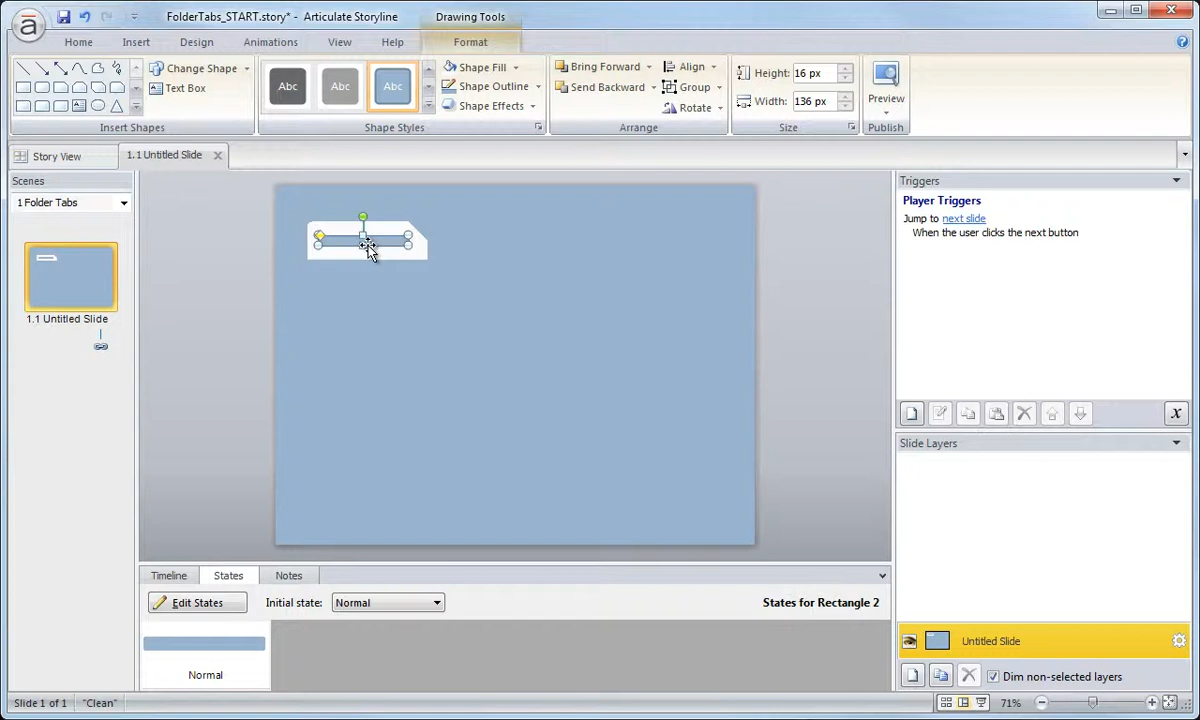 FolderTabs_START.story* - Articulate Storyline
Drawing Tools
Home
Insert
Design
Animations
View
Help
Format
Change Shape
Text Box
Insert Shapes
Abc
Abc
Abc
Shape Fill
Shape Outline
Shape Effects
Shape Styles
Bring Forward
Send Backward
Align
Group
Rotate
Arrange
Height: 16 px
Width: 136 px
Size
Preview
Publish
Story View
1.1 Untitled Slide
Scenes
1 Folder Tabs
1.1 Untitled Slide
Triggers
Player Triggers
Jump to next slide
When the user clicks the next button
x
Slide Layers
Untitled Slide
Dim non-selected layers
Timeline
States
Notes
Edit States
Initial state: Normal
States for Rectangle 2
Normal
Slide 1 of 1
"Clean"
71%